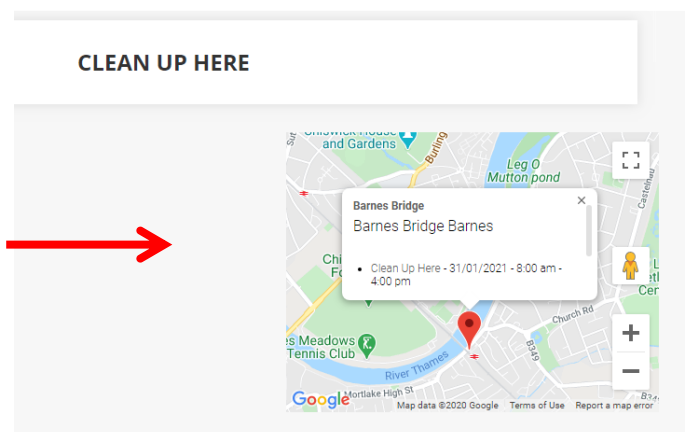 CLEAN UP HERE
Chiswick House
and Gardens
Burling
Leg O
Mutton pond
Castelnau
Barnes Bridge
Barnes Bridge Barnes
Clean Up Here - 31/01/2021 - 8:00 am -
4:00 pm
Church Rd
B349
Meadows
Tennis Club
River Thames
Mortlake High St
Google
Map data ©2020 Google Terms of Use Report a map error